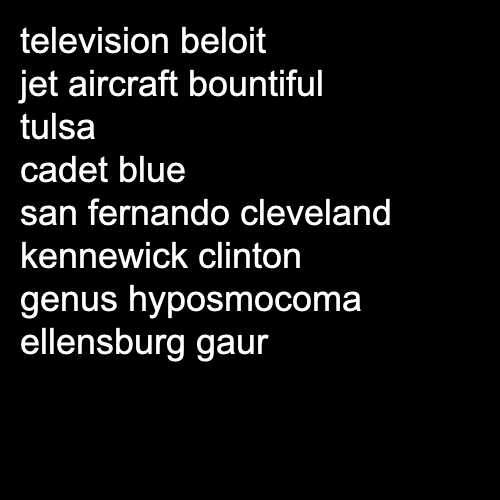 television beloit
jet aircraft bountiful
tulsa
cadet blue
san fernando cleveland
kennewick clinton
genus hyposmocoma
ellensburg gaur